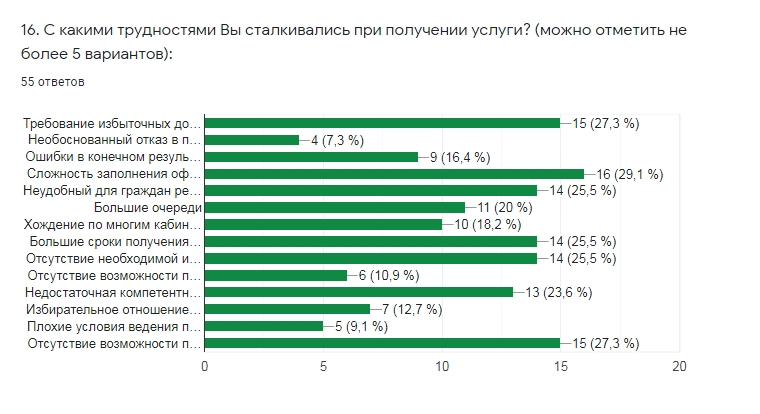 16. С какими трудностями Вы сталкивались при получении услуги? (можно отметить не
более 5 вариантов):
55 ответов
Требование избыточных до... 15 (27,3 %)
Необоснованный отказ в п... 4 (7,3 %)
Ошибки в конечном резуль... 9 (16,4 %)
Сложность заполнения оф... 16 (29,1 %)
Неудобный для граждан ре... 14 (25,5 %)
Большие очереди 11 (20 %)
Хождение по многим кабин... 10 (18,2 %)
Большие сроки получения... 14 (25,5 %)
Отсутствие необходимой и... 14 (25,5 %)
Отсутствие возможности п... 6 (10,9 %)
Недостаточная компетентн... 13 (23,6 %)
Избирательное отношение... 7 (12,7 %)
Плохие условия ведения п... 5 (9,1 %)
Отсутствие возможности п... 15 (27,3 %)
0 5 10 15 20